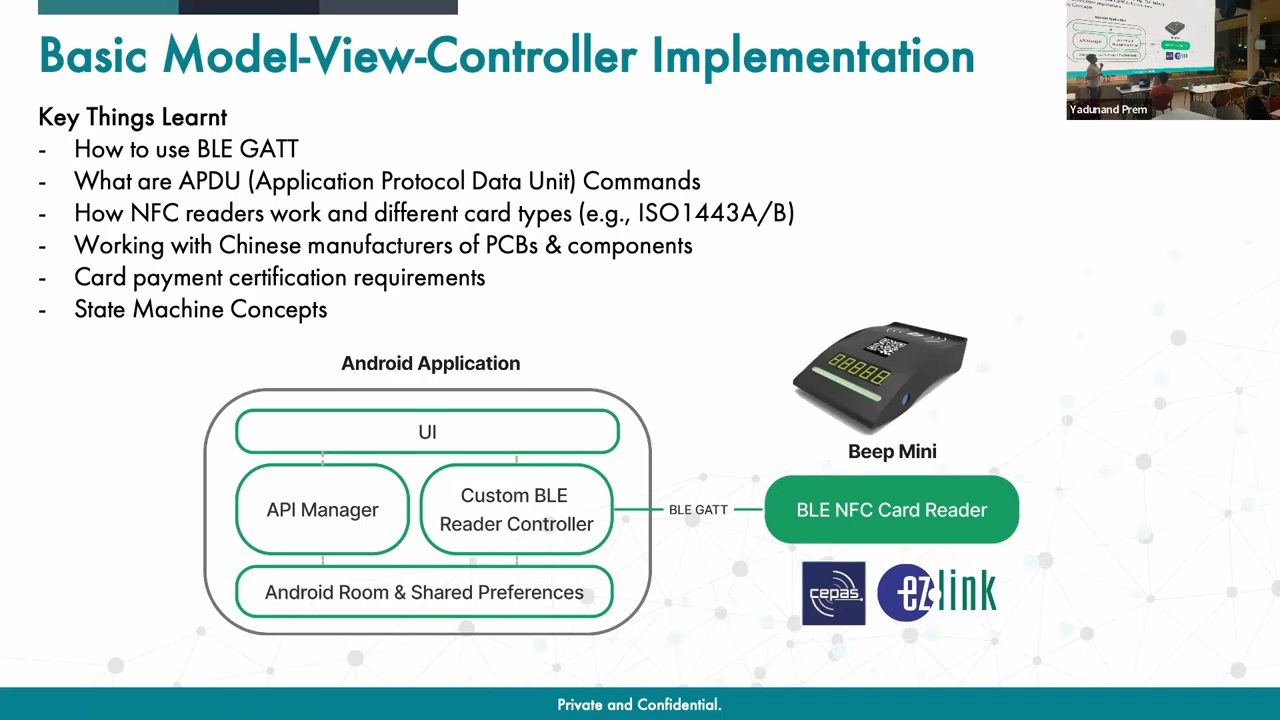 Basic Model-View-Controller Implementation
Key Things Learnt
- How to use BLE GATT
- What are APDU (Application Protocol Data Unit) Commands
- How NFC readers work and different card types (e.g., ISO1443A/B)
- Working with Chinese manufacturers of PCBs & components
- Card payment certification requirements
- State Machine Concepts
Yadunand Prem
Android Application
UI
API Manager
Custom BLE
Reader Controller
Android Room & Shared Preferences
BLE GATT
Beep Mini
BLE NFC Card Reader
cepas
ez link
Private and Confidential.